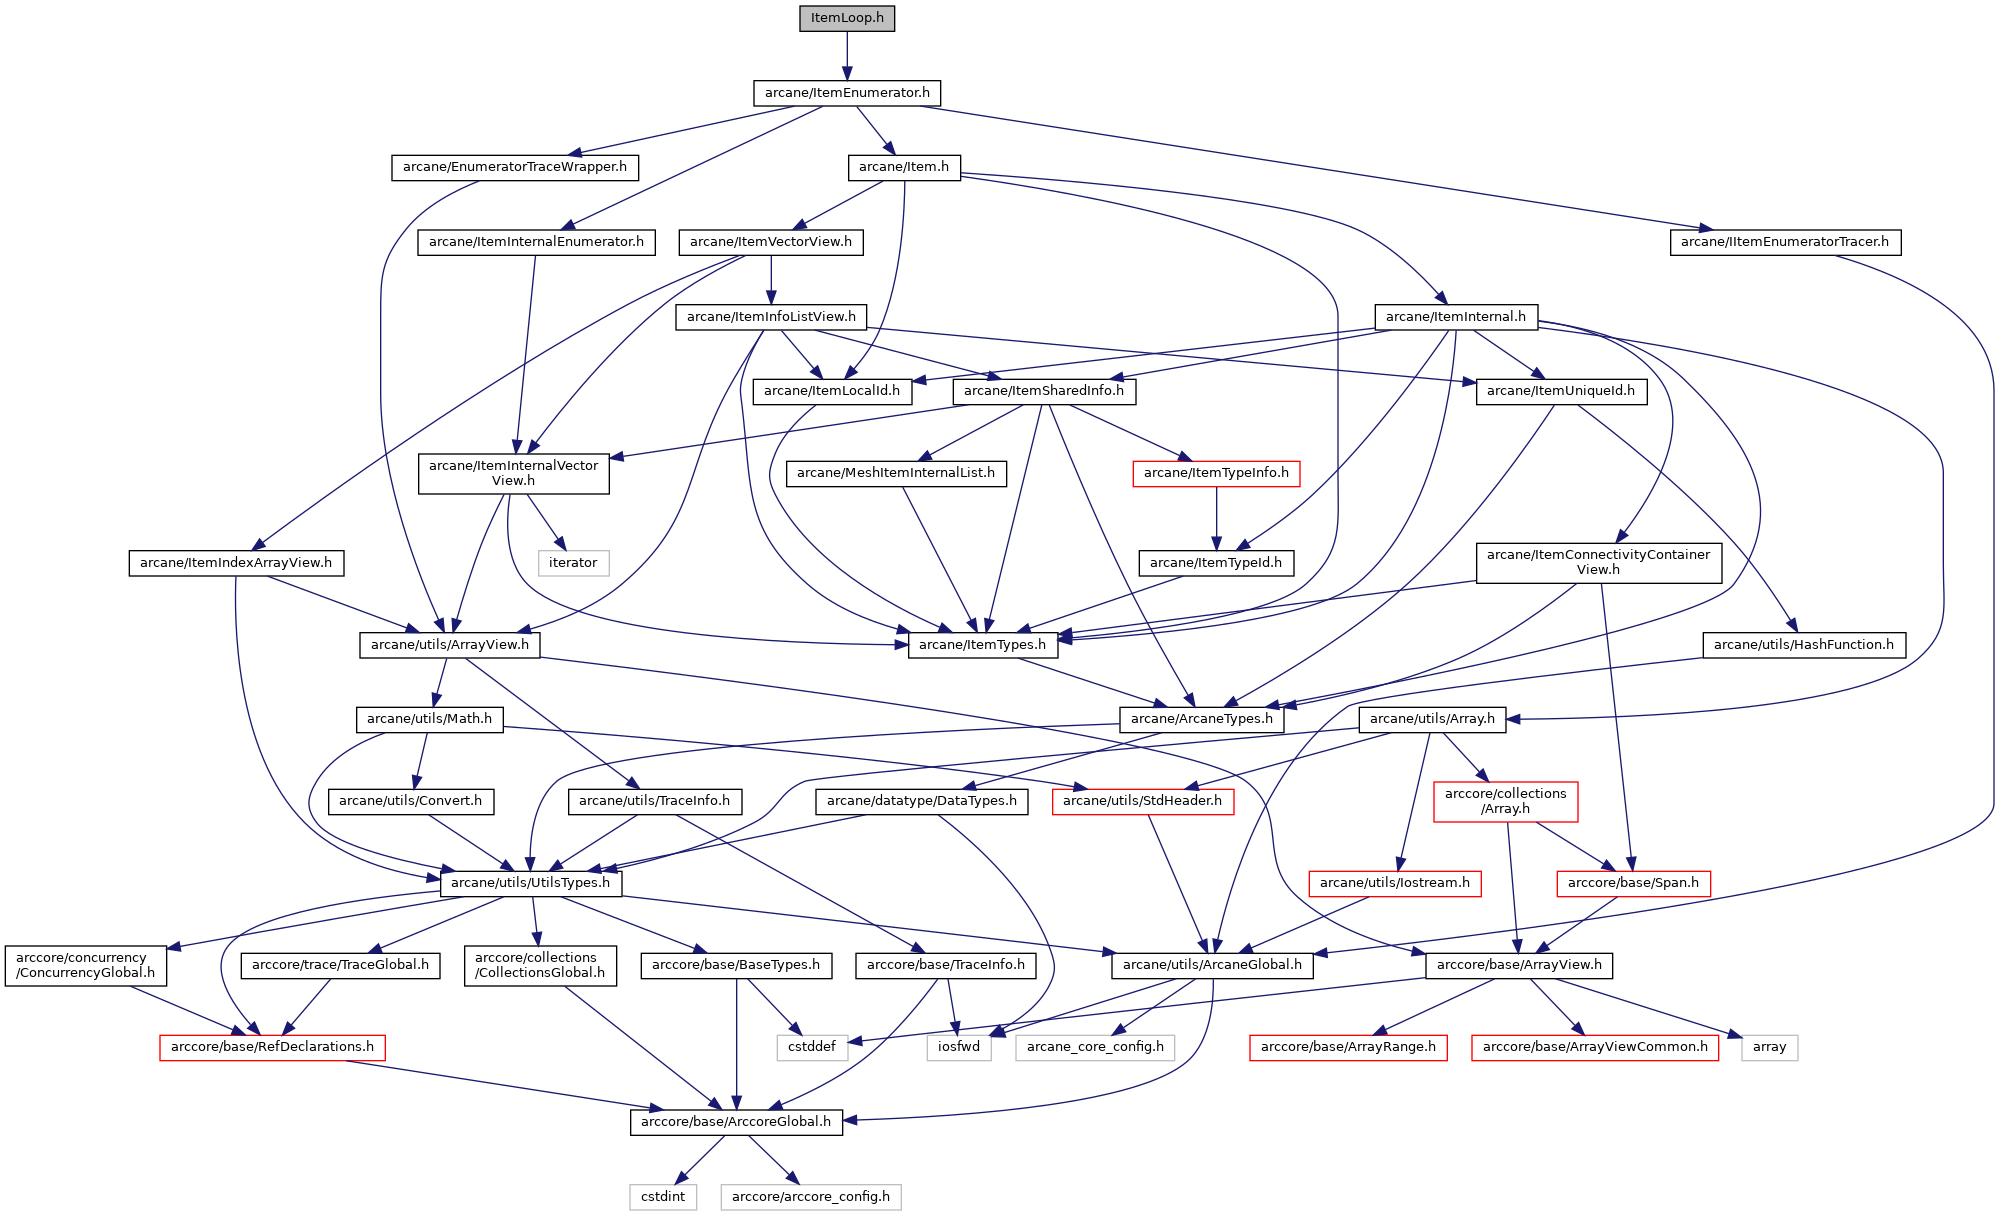 ItemLoop.h
arcane/ItemEnumerator.h
arcane/EnumeratorTraceWrapper.h
arcane/Item.h
arcane/ItemInternalEnumerator.h
arcane/ItemVectorView.h
arcane/IItemEnumeratorTracer.h
arcane/ItemInfoListView.h
arcane/ItemInternal.h
arcane/ItemLocalId.h
arcane/ItemSharedInfo.h
arcane/ItemUniqueId.h
arcane/ItemInternalVector
View.h
arcane/MeshItemInternalList.h
arcane/ItemTypeInfo.h
arcane/ItemIndexArrayView.h
iterator
arcane/ItemTypeId.h
arcane/ItemConnectivityContainer
View.h
arcane/utils/ArrayView.h
arcane/ItemTypes.h
arcane/utils/HashFunction.h
arcane/utils/Math.h
arcane/ArcaneTypes.h
arcane/utils/Array.h
arcane/utils/Convert.h
arcane/utils/TraceInfo.h
arcane/datatype/DataTypes.h
arcane/utils/StdHeader.h
arccore/collections
/Array.h
arcane/utils/UtilsTypes.h
arcane/utils/Iostream.h
arccore/base/Span.h
arccore/concurrency
/ConcurrencyGlobal.h
arccore/trace/TraceGlobal.h
arccore/collections
/CollectionsGlobal.h
arccore/base/BaseTypes.h
arccore/base/TraceInfo.h
arcane/utils/ArcaneGlobal.h
arccore/base/ArrayView.h
arccore/base/RefDeclarations.h
cstddef
iosfwd
arcane_core_config.h
arccore/base/ArrayRange.h
arccore/base/ArrayViewCommon.h
array
arccore/base/ArccoreGlobal.h
cstdint
arccore/arccore_config.h